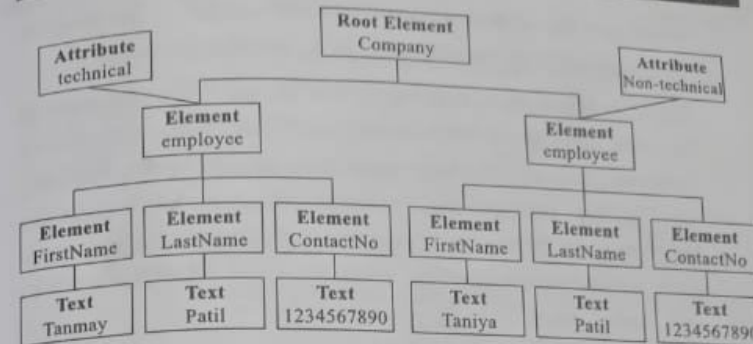 Root Element
Company
Attribute
technical
Attribute
Non-technical
Element
employee
Element
employee
Element
FirstName
Element
LastName
Element
ContactNo
Element
FirstName
Element
LastName
Element
ContactNo
Text
Tanmay
Text
Patil
Text
1234567890
Text
Taniya
Text
Patil
Text
1234567890